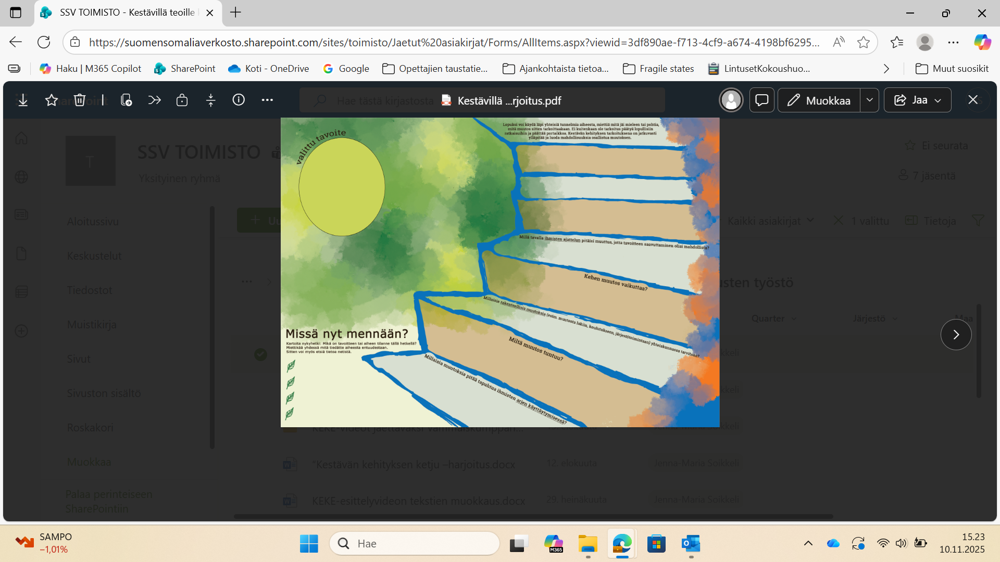 SSV TOIMISTO - Kestävillä teoille
https://suomensomaliaverkosto.sharepoint.com/sites/toimisto/Jaetut%20asiakirjat/Forms/AllItems.aspx?viewid=3df890ae-f713-4cf9-a674-4198bf6295...
Haku | M365 Copilot
SharePoint
Koti - OneDrive
Google
Opettajien taustatie...
Ajankohtaista tietoa...
Fragile states
LintusetKokoushuo...
Muut suosikit
Hae tästä kirjastosta
Kestävillä ...rjoitus.pdf
Muokkaa
Jaa
T
SSV TOIMISTO
Yksityinen ryhmä
Ei seurata
7 jäsentä
Aloitussivu
Keskustelut
Tiedostot
Muistikirja
Sivut
Sivuston sisältö
Roskakori
Muokkaa
Palaa perinteiseen
SharePointiin
Kaikki asiakirjat
1 valittu
Tietoja
Quarter
Järjestö
Maa
valittu tavoite
Lopuksi voi käydä läpi yhteisiä tunnelmia aiheesta, miettiä mitä jäi mieleen tai pohtia,
mitä muutos sitten tarkoittaakaan. Ei kuitenkaan ole tarkoitus päätyä lopullisiin
ratkaisuihin ja päättää portaikkoa. Kestävän kehityksen tarkoituksena on jatkuvasti
ylläpitää ja luoda mahdollisuuksia osallistua muutokseen.
Millä tavalla ihmisten ajattelun pitäisi muuttua, jotta tavoitteen saavuttaminen olisi mahdollista?
Kehen muutos vaikuttaa?
Millaisia rakenteellisia muutoksia (esim. muutosta lakiin, koulutukseen, järjestötoimintaan) yhteiskunnassa tarvitaan?
Miltä muutos tuntuu?
Millaisia muutoksia pitää tapahtua ihmisten arjen käyttäytymisessä?
Missä nyt mennään?
Kartoita nykyhetki: Mikä on tavoitteen tai aiheen tilanne tällä hetkellä?
Miettikää yhdessä mitä tiedätte aiheesta entuudestaan.
Sitten voi myös etsiä tietoa netistä.
KEKE-videot jaettavaksi vammaiskumppan...
"Kestävän kehityksen ketju –harjoitus.docx
12. elokuuta
Jenna-Maria Soikkeli
KEKE-esittelyvideon tekstien muokkaus.docx
29. heinäkuuta
Jenna-Maria Soikkeli
SAMPO
−1,01%
Hae
M365
15.23
10.11.2025